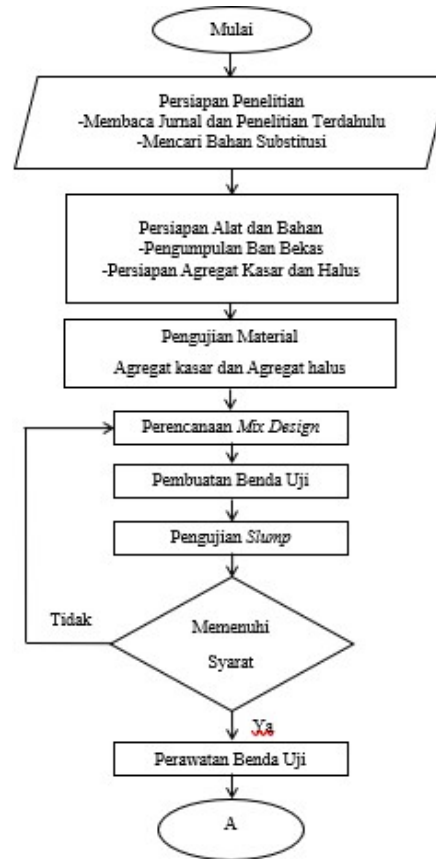 Mulai
Persiapan Penelitian
-Membaca Jurnal dan Penelitian Terdahulu
-Mencari Bahan Substitusi
Persiapan Alat dan Bahan
-Pengumpulan Ban Bekas
-Persiapan Agregat Kasar dan Halus
Pengujian Material
Agregat kasar dan Agregat halus
Perencanaan Mix Design
Pembuatan Benda Uji
Pengujian Slump
Memenuhi
Syarat
Tidak
Ya
Perawatan Benda Uji
A